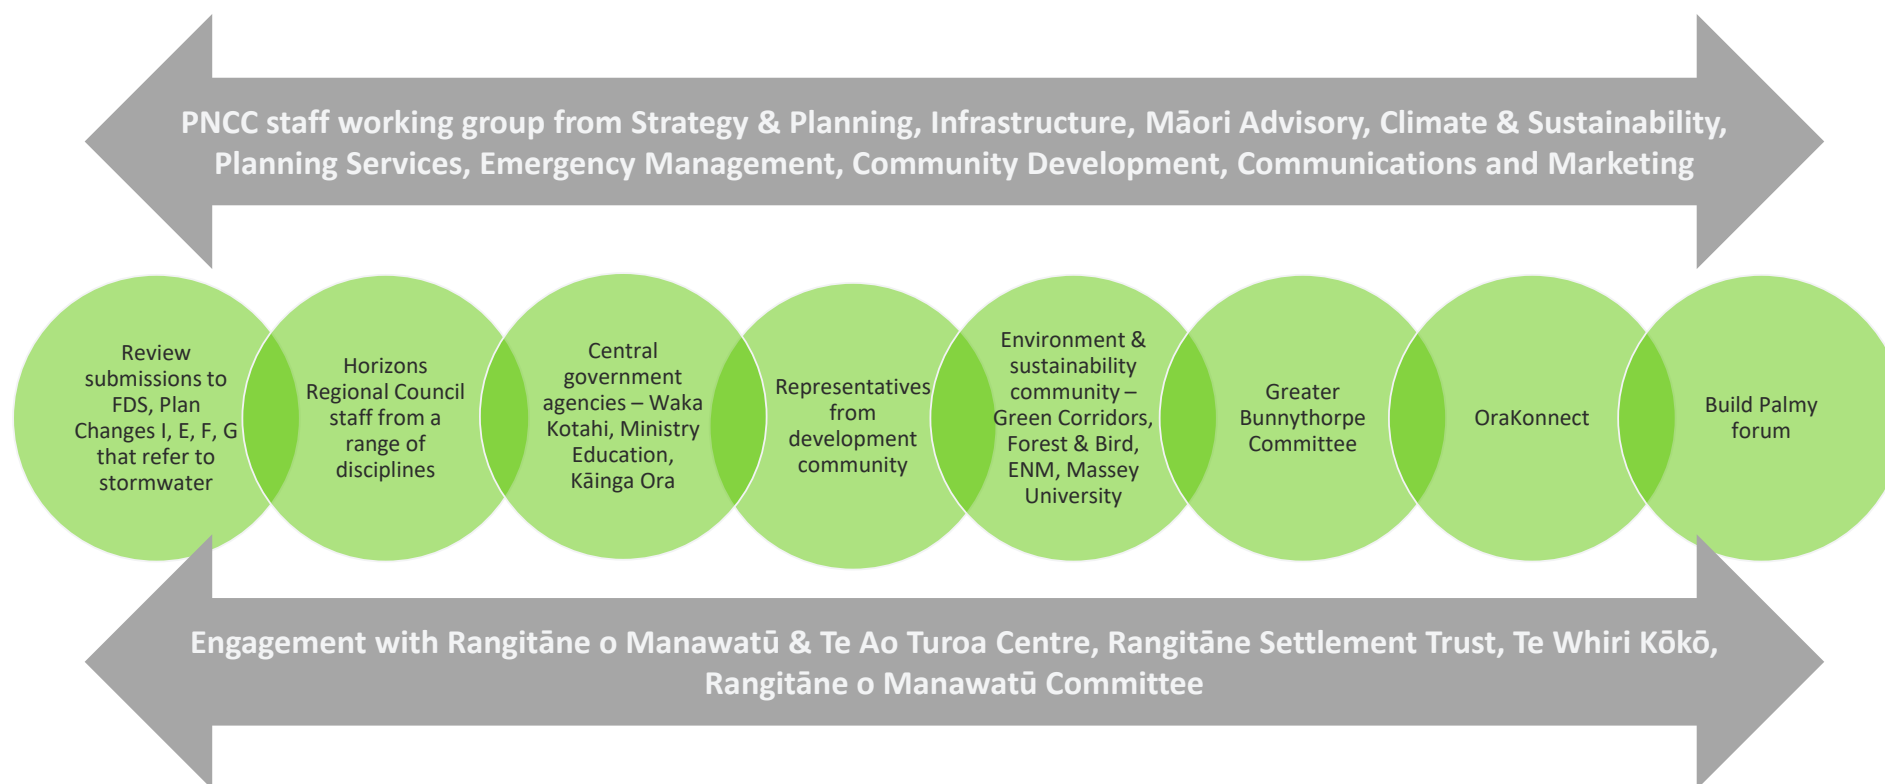 PNCC staff working group from Strategy & Planning, Infrastructure, Māori Advisory, Climate & Sustainability,
Planning Services, Emergency Management, Community Development, Communications and Marketing
Review
submissions to
FDS, Plan
Changes I, E, F, G
that refer to
stormwater
Horizons
Regional Council
staff from a
range of
disciplines
Central
government
agencies – Waka
Kotahi, Ministry
Education,
Kāinga Ora
Representatives
from
development
community
Environment &
sustainability
community –
Green Corridors,
Forest & Bird,
ENM, Massey
University
Greater
Bunnythorpe
Committee
OraKonnect
Build Palmy
forum
Engagement with Rangitāne o Manawatū & Te Ao Turoa Centre, Rangitāne Settlement Trust, Te Whiri Kōkō,
Rangitāne o Manawatū Committee